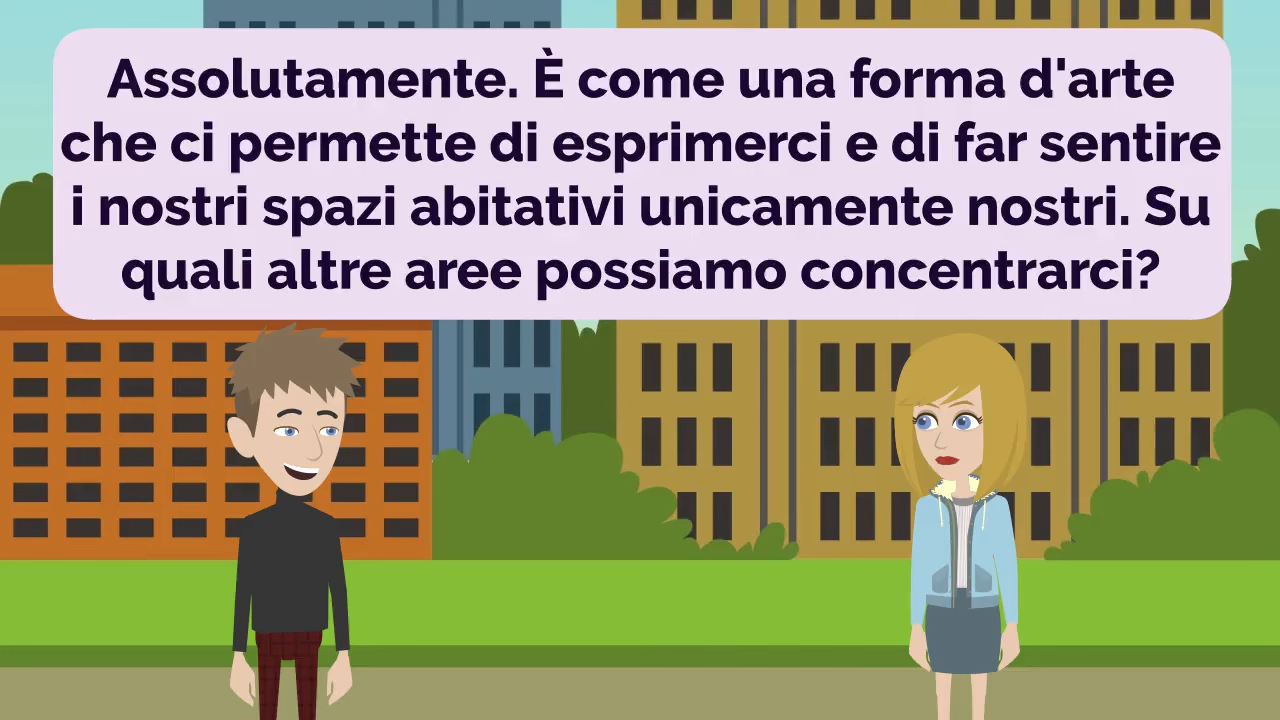 Assolutamente. È come una forma d'arte
che ci permette di esprimerci e di far sentire
i nostri spazi abitativi unicamente nostri. Su
quali altre aree possiamo concentrarci?